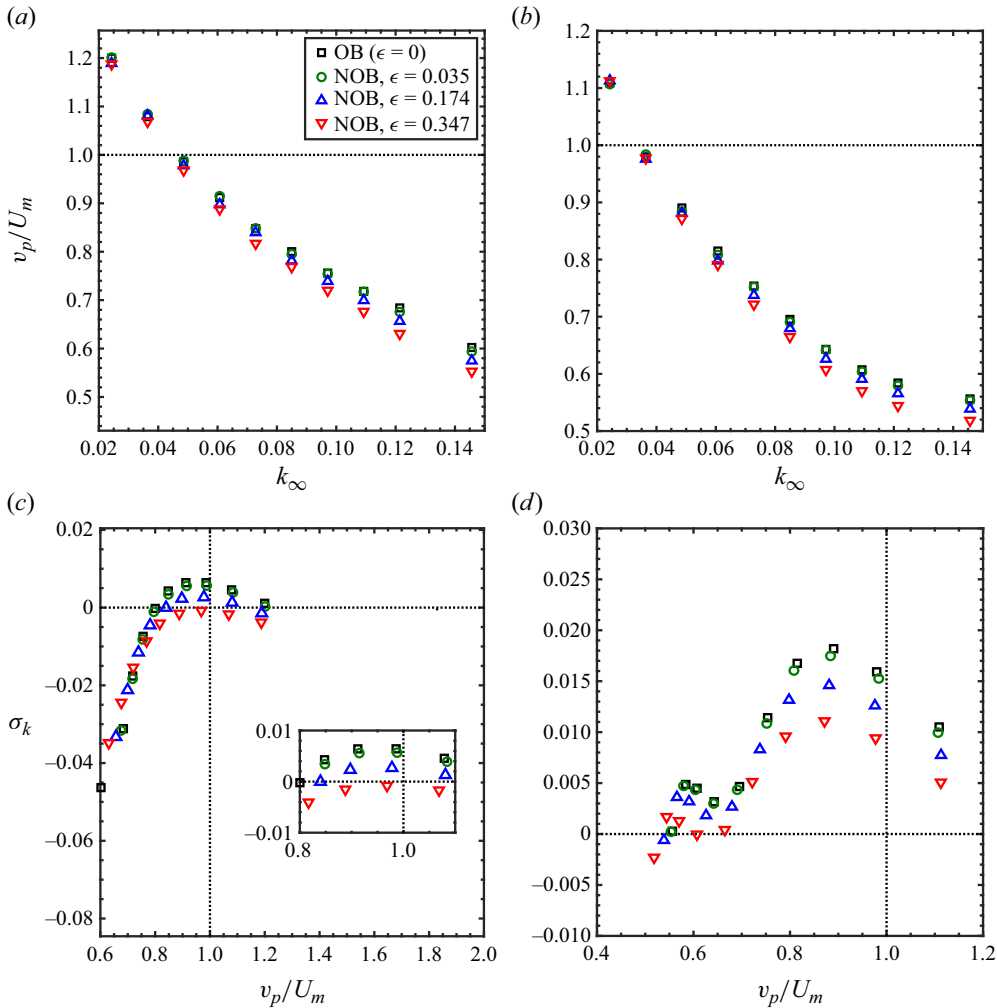 (a)
(b)
1.2
1.1
1.0
0.9
0.8
0.7
0.6
0.5
v_p/U_m
OB (ϵ = 0)
NOB, ϵ = 0.035
NOB, ϵ = 0.174
NOB, ϵ = 0.347
0.02 0.04 0.06 0.08 0.10 0.12 0.14
k_∞
1.2
1.1
1.0
0.9
0.8
0.7
0.6
0.5
0.02 0.04 0.06 0.08 0.10 0.12 0.14
k_∞
(c)
(d)
0.02
0
−0.02
−0.04
−0.06
−0.08
σ_k
0.01
0
−0.01
0.8 1.0
0.6 0.8 1.0 1.2 1.4 1.6 1.8 2.0
v_p/U_m
0.030
0.025
0.020
0.015
0.010
0.005
0
−0.005
−0.010
0.4 0.6 0.8 1.0 1.2
v_p/U_m